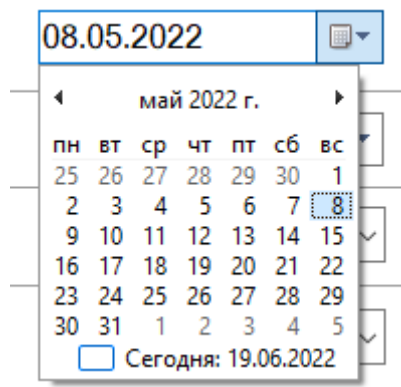 08.05.2022
май 2022 г.
пн вт ср чт пт сб вс
25 26 27 28 29 30 1
2 3 4 5 6 7 8
9 10 11 12 13 14 15
16 17 18 19 20 21 22
23 24 25 26 27 28 29
30 31 1 2 3 4 5
Сегодня: 19.06.2022